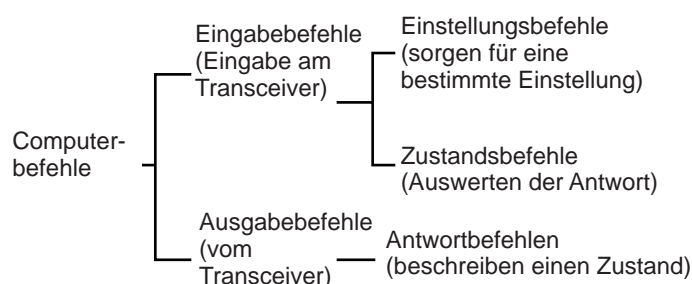 Computer-
befehle
Eingabebefehle
(Eingabe am
Transceiver)
Einstellungsbefehle
(sorgen für eine
bestimmte Einstellung)
Zustandsbefehle
(Auswerten der Antwort)
Ausgabebefehle
(vom
Transceiver)
Antwortbefehlen
(beschreiben einen Zustand)